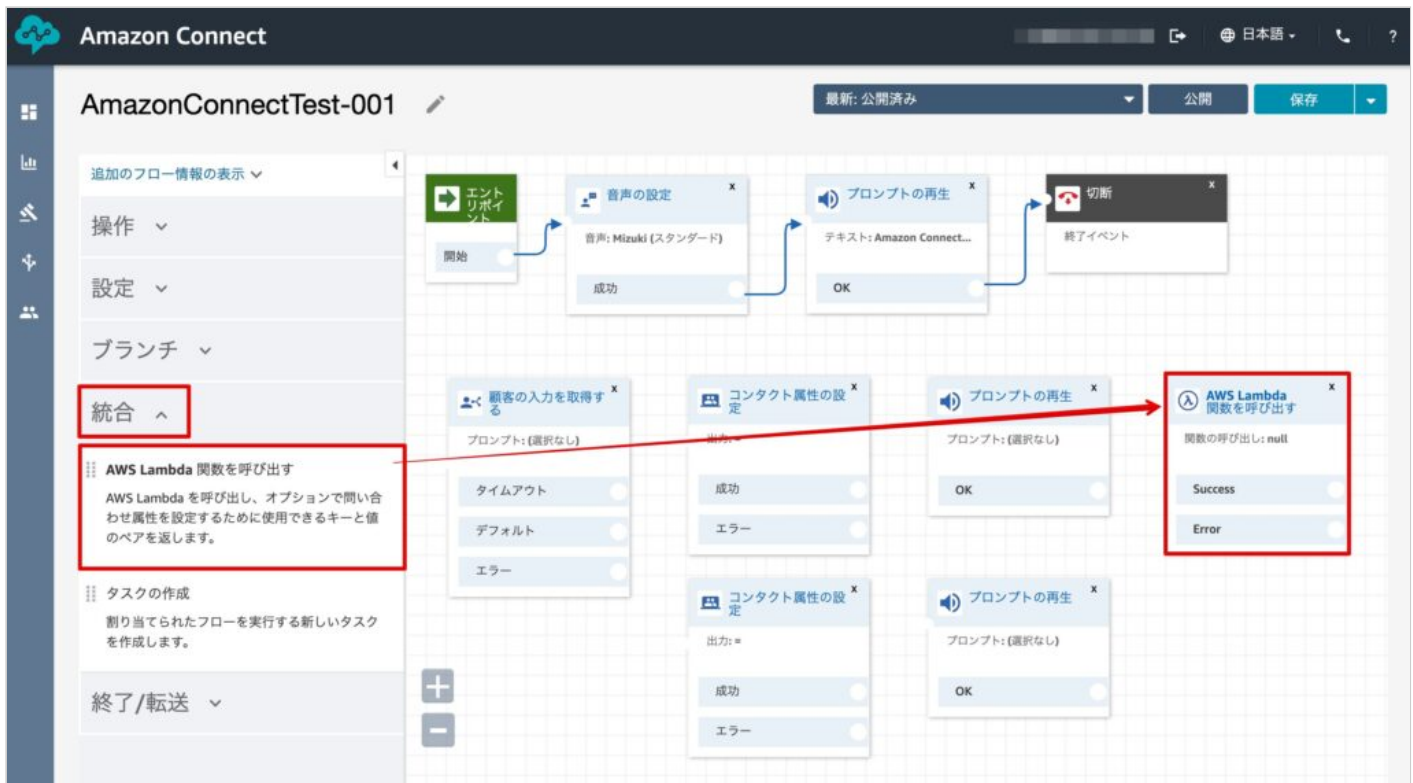 Amazon Connect
日本語
?
AmazonConnectTest-001
最新: 公開済み
公開
保存
追加のフロー情報の表示
操作
設定
ブランチ
統合
AWS Lambda 関数を呼び出す
AWS Lambda を呼び出し、オプションで問い合
わせ属性を設定するために使用できるキーと値
のペアを返します。
タスクの作成
割り当てられたフローを実行する新しいタスク
を作成します。
終了/転送
エント
リポイ
ント
開始
音声の設定
x
音声: Mizuki (スタンダード)
成功
プロンプトの再生
x
テキスト: Amazon Connect...
OK
切断
x
終了イベント
顧客の入力を取得す
る
x
プロンプト: (選択なし)
タイムアウト
デフォルト
エラー
コンタクト属性の設
定
x
出力: =
成功
エラー
プロンプトの再生
x
プロンプト: (選択なし)
OK
AWS Lambda
関数を呼び出す
x
関数の呼び出し: null
Success
Error
コンタクト属性の設
定
x
出力: =
成功
エラー
プロンプトの再生
x
プロンプト: (選択なし)
OK